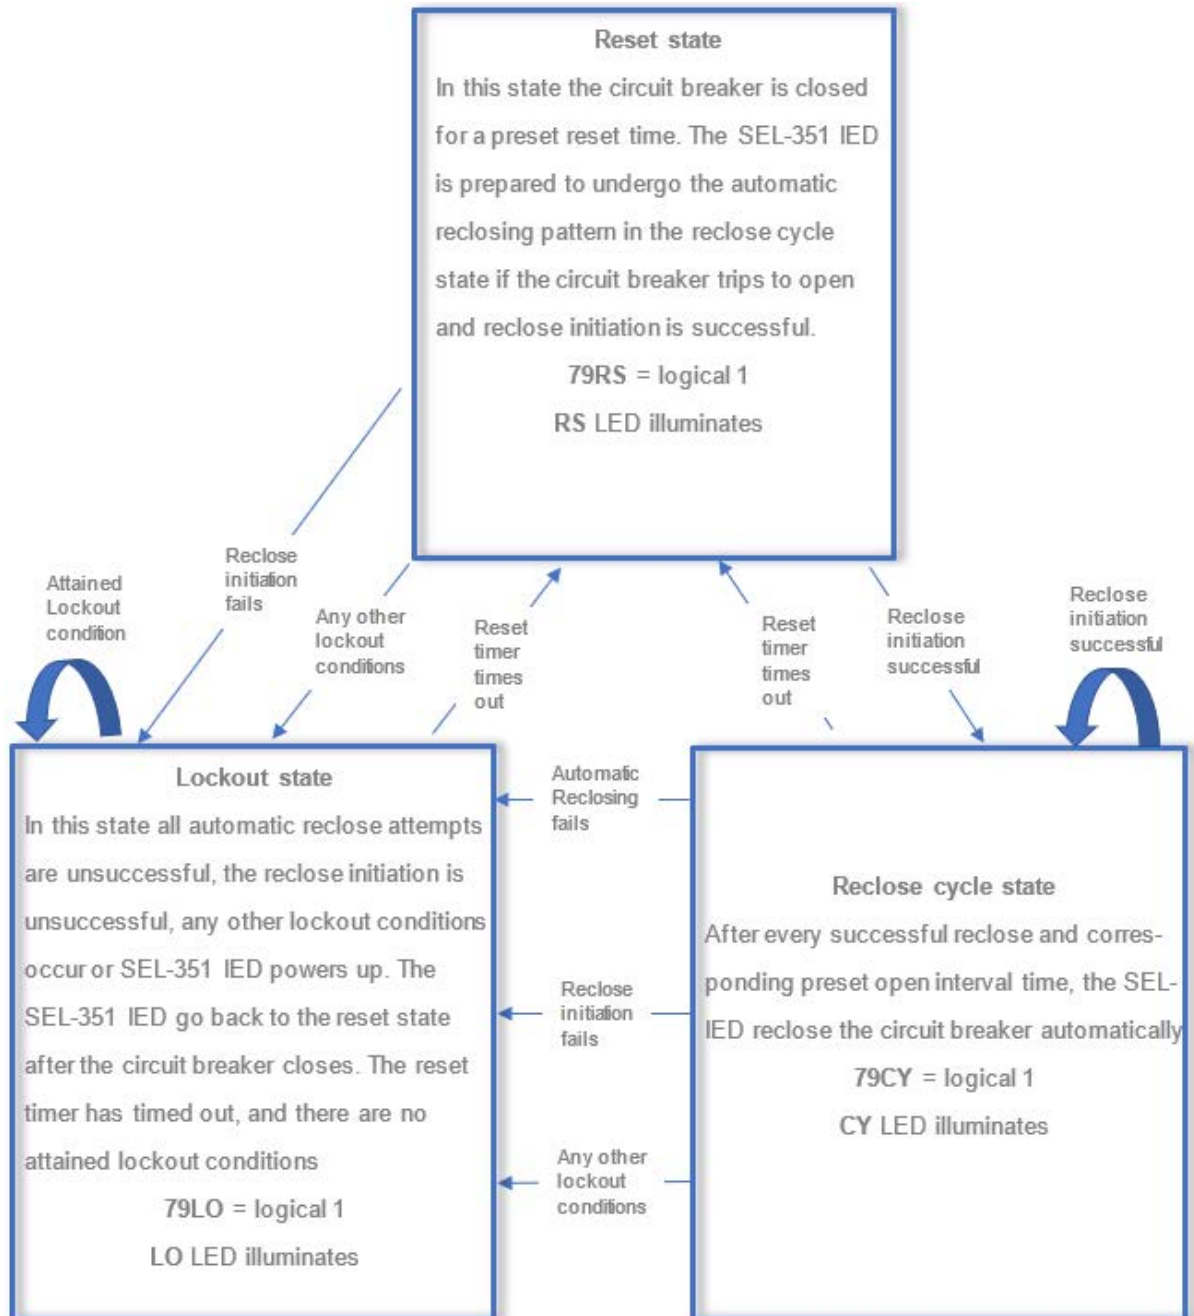 Reset state
In this state the circuit breaker is closed
for a preset reset time. The SEL-351 IED
is prepared to undergo the automatic
reclosing pattern in the reclose cycle
state if the circuit breaker trips to open
and reclose initiation is successful.
79RS = logical 1
RS LED illuminates
Reclose
initiation
fails
Attained
Lockout
condition
Any other
lockout
conditions
Reset
timer
times
out
Reset
timer
times
out
Reclose
initiation
successful
Reclose
initiation
successful
Lockout state
In this state all automatic reclose attempts
are unsuccessful, the reclose initiation is
unsuccessful, any other lockout conditions
occur or SEL-351 IED powers up. The
SEL-351 IED go back to the reset state
after the circuit breaker closes. The reset
timer has timed out, and there are no
attained lockout conditions
79LO = logical 1
LO LED illuminates
Automatic
Reclosing
fails
Reclose
initiation
fails
Any other
lockout
conditions
Reclose cycle state
After every successful reclose and corres-
ponding preset open interval time, the SEL-
IED reclose the circuit breaker automatically
79CY = logical 1
CY LED illuminates